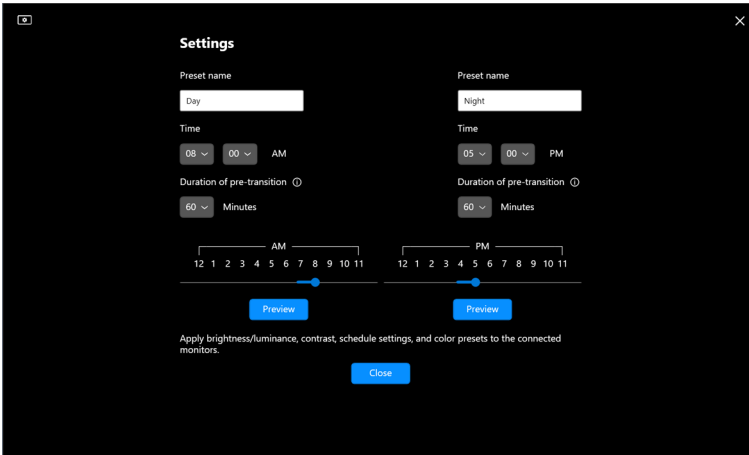 Settings
Preset name Preset name
Day Night
Time Time
08 00 AM 05 00 PM
Duration of pre-transition Duration of pre-transition
60 Minutes 60 Minutes
AM PM
12 1 2 3 4 5 6 7 8 9 10 11 12 1 2 3 4 5 6 7 8 9 10 11
Preview Preview
Apply brightness/luminance, contrast, schedule settings, and color presets to the connected
monitors.
Close